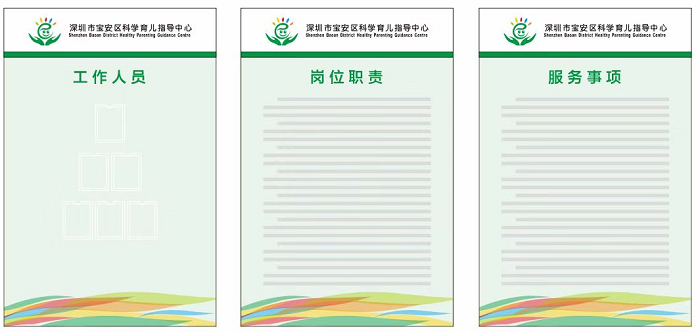 深圳市宝安区科学育儿指导中心
Shenzhen Baoan District Healthy Parenting Guidance Centre
工作人员
深圳市宝安区科学育儿指导中心
Shenzhen Baoan District Healthy Parenting Guidance Centre
岗位职责
深圳市宝安区科学育儿指导中心
Shenzhen Baoan District Healthy Parenting Guidance Centre
服务事项